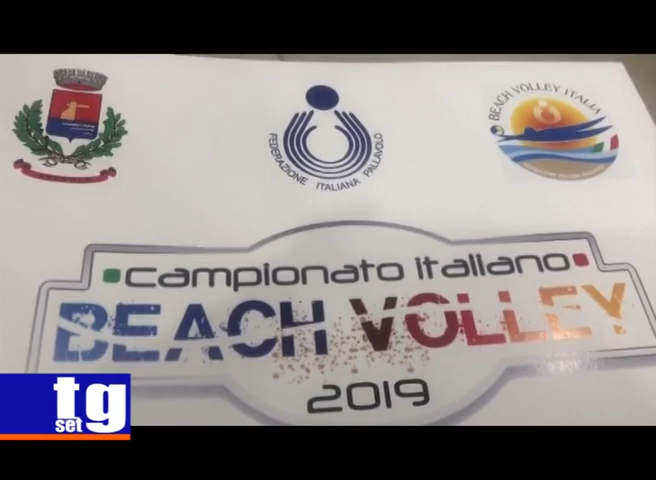 FEDERAZIONE ITALIANA PALLAVOLO
BEACH VOLLEY ITALIA
campionato italiano
BEACH VOLLEY
2019
tg
set